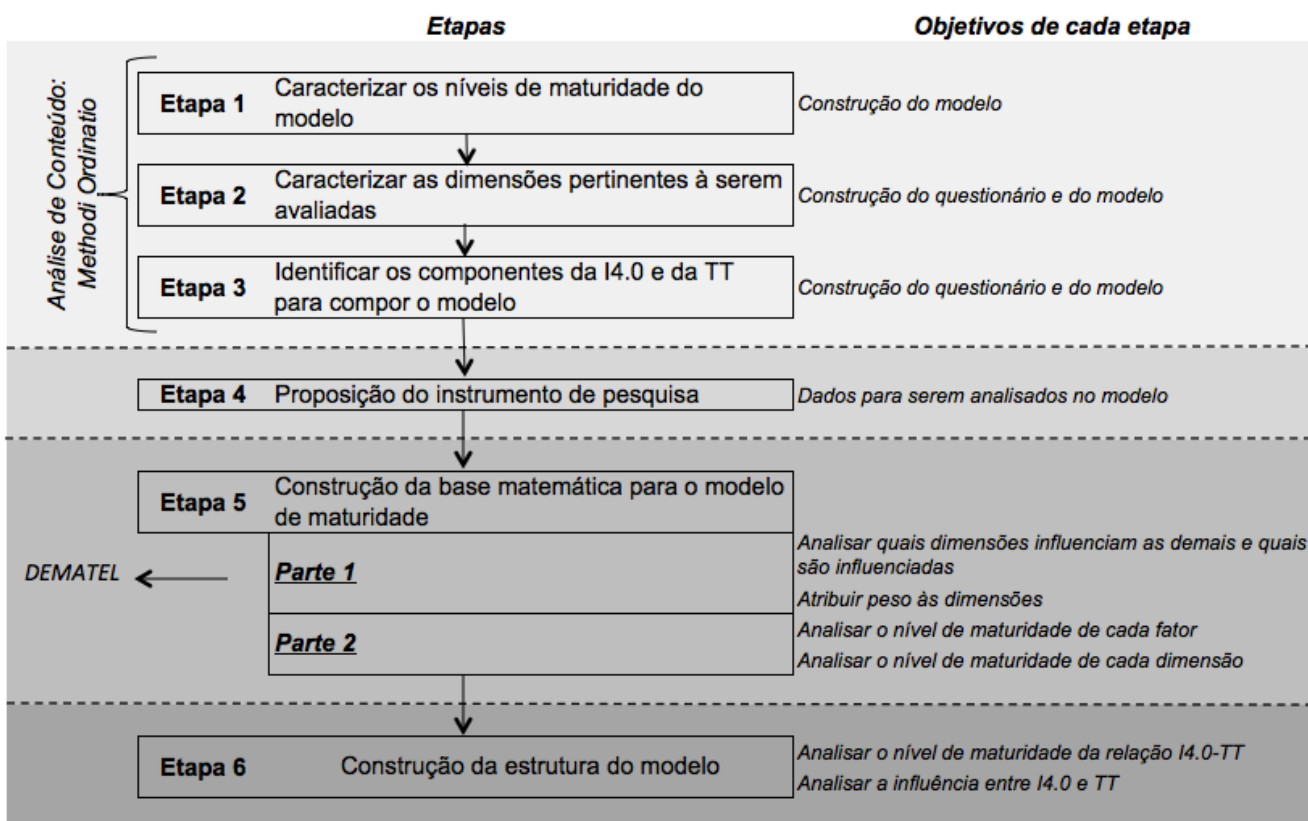 Etapas
Objetivos de cada etapa
Análise de Conteúdo:
Methodi Ordinatio
Etapa 1
Caracterizar os níveis de maturidade do
modelo
Construção do modelo
Etapa 2
Caracterizar as dimensões pertinentes à serem
avaliadas
Construção do questionário e do modelo
Etapa 3
Identificar os componentes da I4.0 e da TT
para compor o modelo
Construção do questionário e do modelo
Etapa 4
Proposição do instrumento de pesquisa
Dados para serem analisados no modelo
Etapa 5
Construção da base matemática para o modelo
de maturidade
DEMATEL
Parte 1
Analisar quais dimensões influenciam as demais e quais
são influenciadas
Atribuir peso às dimensões
Parte 2
Analisar o nível de maturidade de cada fator
Analisar o nível de maturidade de cada dimensão
Etapa 6
Construção da estrutura do modelo
Analisar o nível de maturidade da relação I4.0-TT
Analisar a influência entre I4.0 e TT